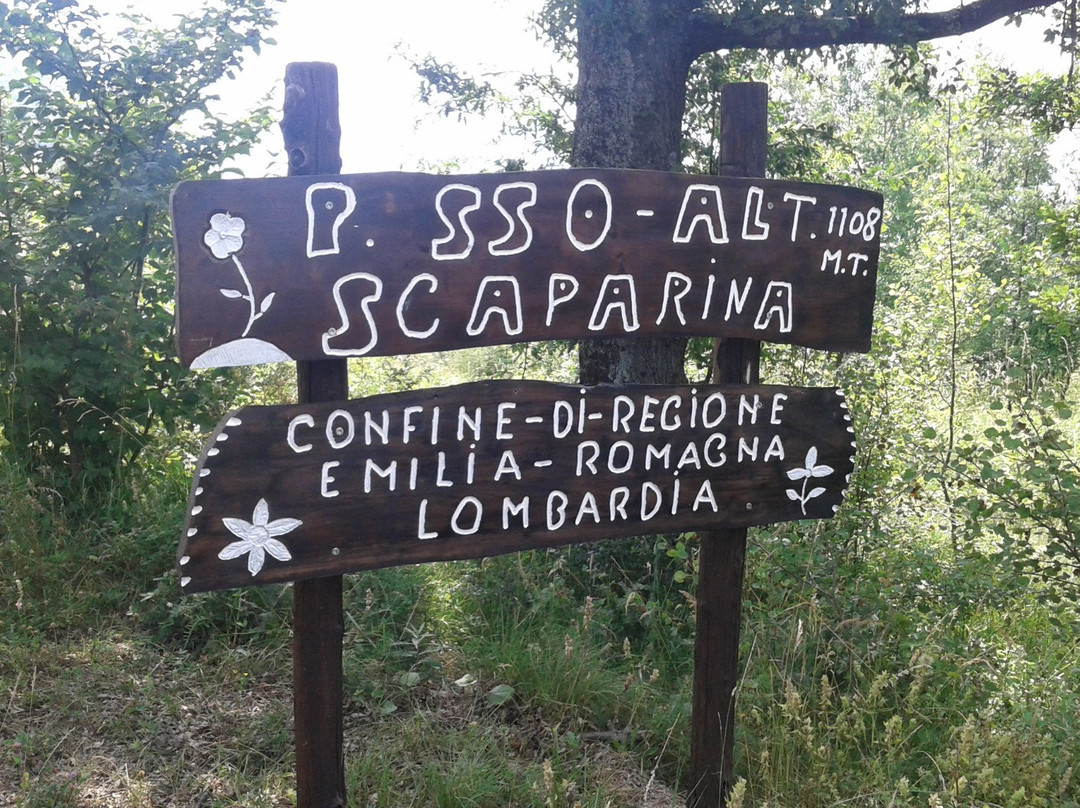 P.SSO-ALT. 1108
M.T.
SCAPARiNA
CONFiNE-Di-REGiONE
EMiLiA-ROMAGNA
LOMBARDiA